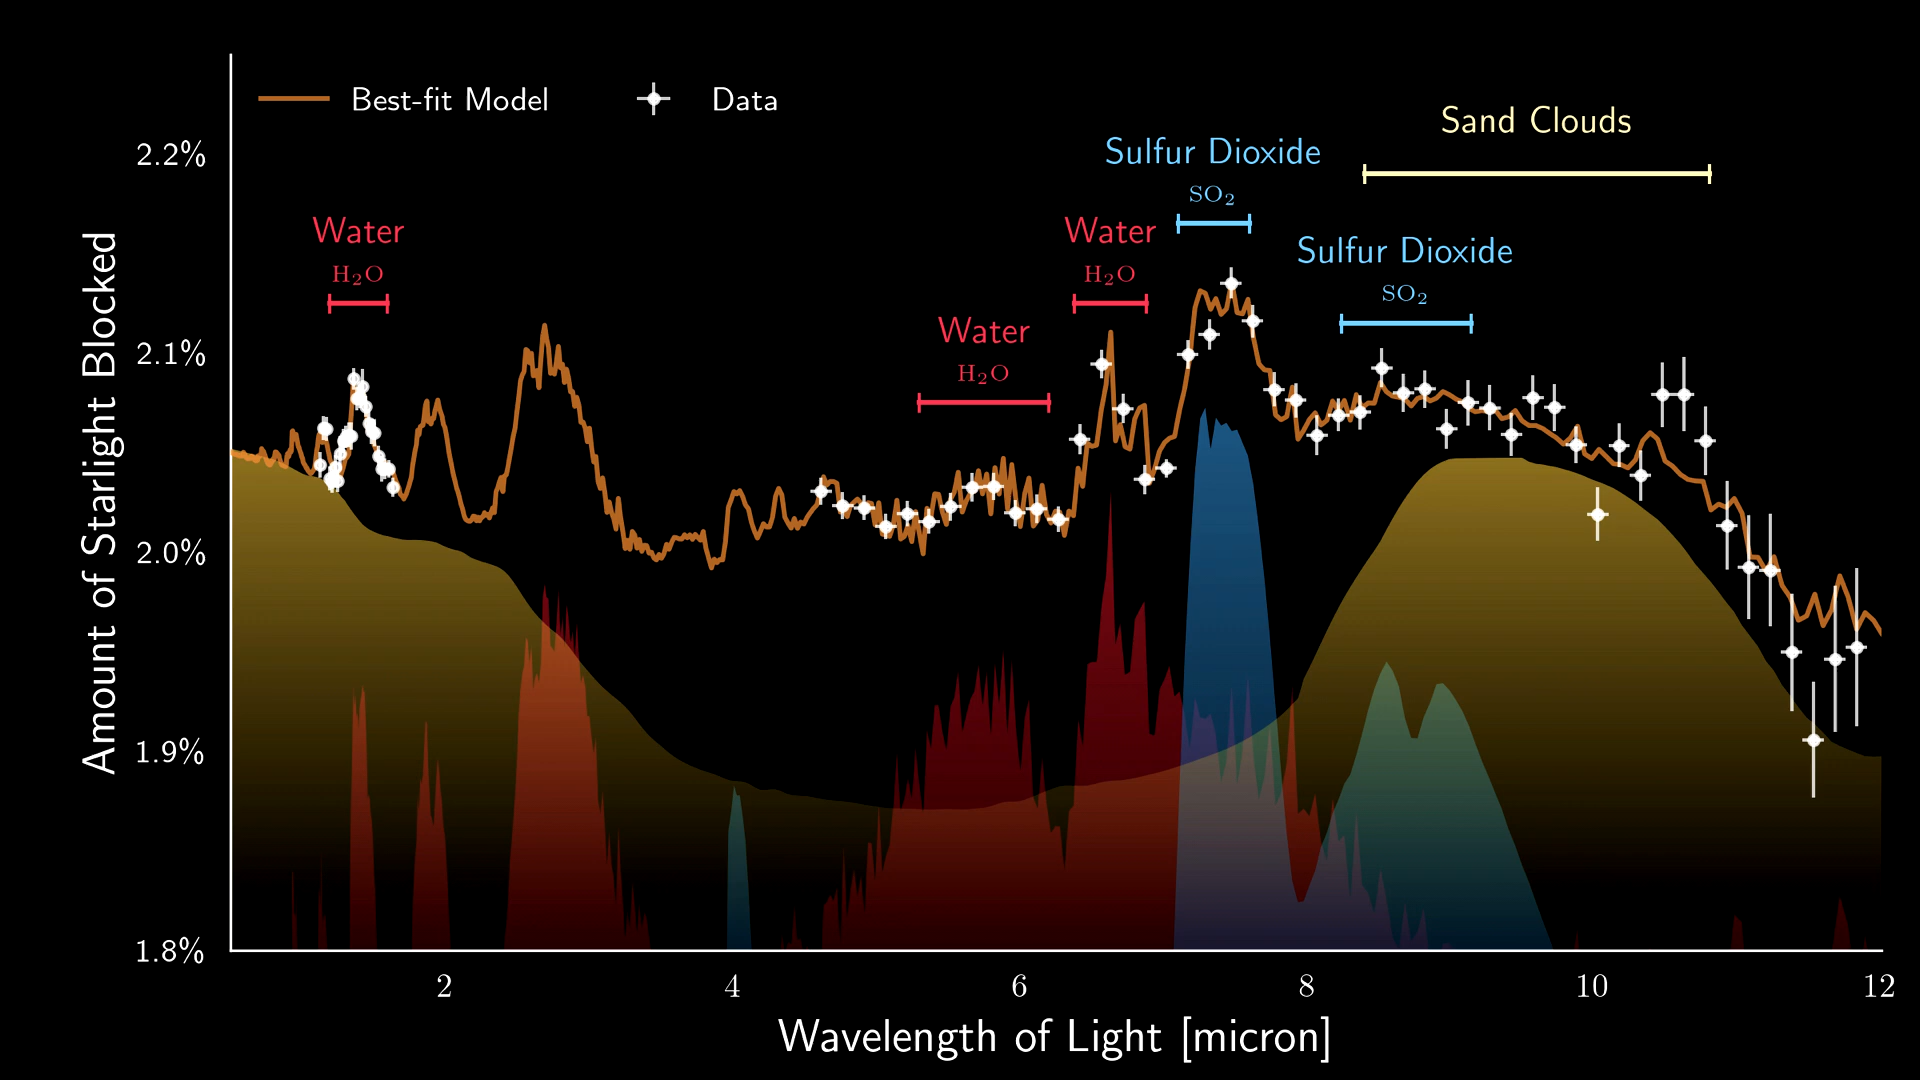 Best-fit Model
Data
Sand Clouds
Sulfur Dioxide
SO₂
Water
H₂O
Water
H₂O
Sulfur Dioxide
SO₂
Water
H₂O
Amount of Starlight Blocked
2.2%
2.1%
2.0%
1.9%
1.8%
2 4 6 8 10 12
Wavelength of Light [micron]